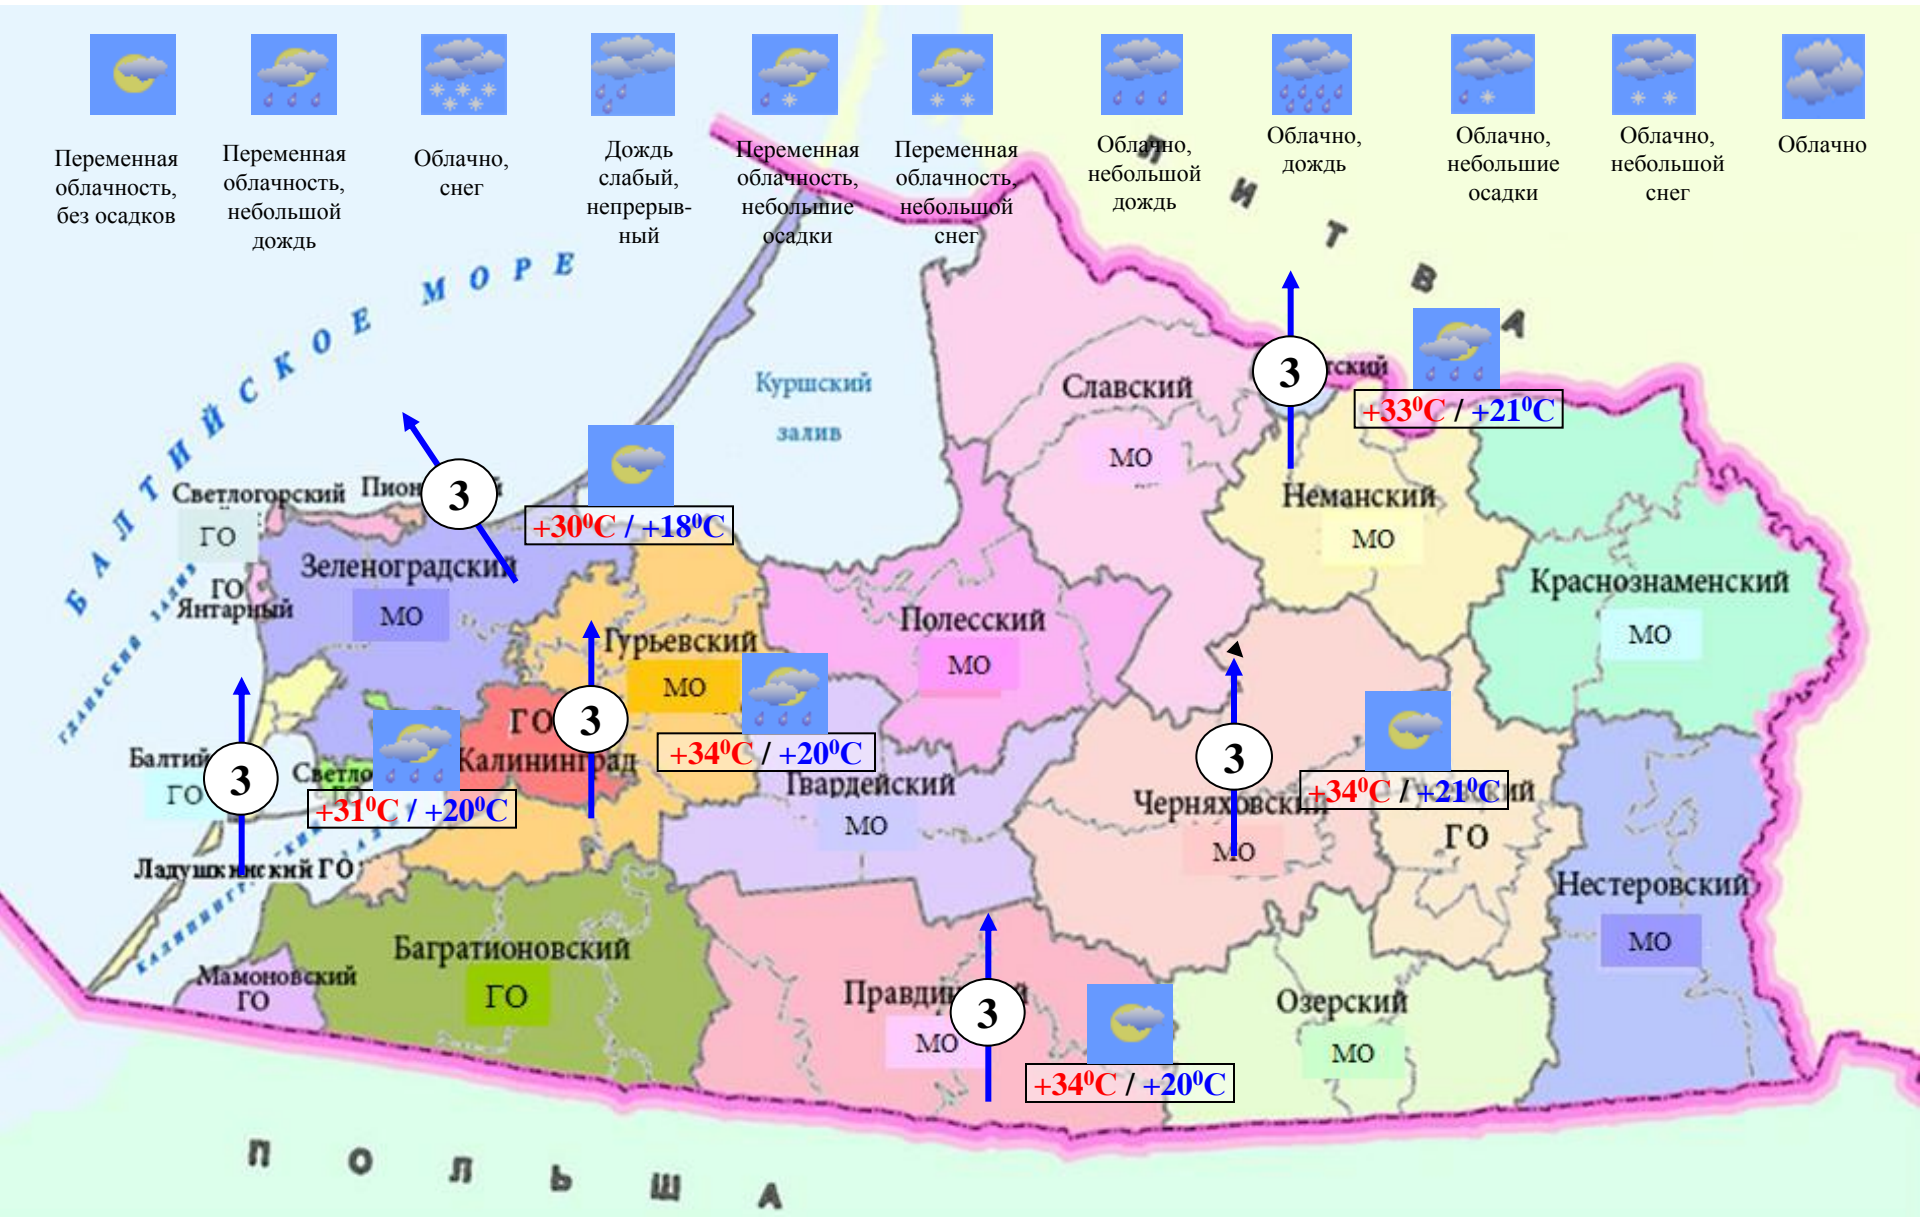 Переменная
облачность,
без осадков
Переменная
облачность,
небольшой
дождь
Облачно,
снег
Дождь
слабый,
непрерыв-
ный
Переменная
облачность,
небольшие
осадки
Переменная
облачность,
небольшой
снег
Облачно,
небольшой
дождь
Облачно,
дождь
Облачно,
небольшие
осадки
Облачно,
небольшой
снег
Облачно
ЛИТВА
БАЛТИЙСКОЕ МОРЕ
Куршский
залив
Славский
МО
3
+33⁰C / +21⁰C
3
+30⁰C / +18⁰C
Светлогорский
ГО
ГО
Янтарный
Зеленоградский
МО
Неманский
МО
Краснознаменский
МО
Полесский
МО
Гурьевский
МО
3
+34⁰C / +20⁰C
ГО
Калининград
ГДАНЬСКИЙ ЗАЛИВ
ГО
3
+31⁰C / +20⁰C
Гвардейский
МО
3
Черняховский
МО
+34⁰C / +21⁰C
ГО
Ладушкинский ГО
Нестеровский
МО
Багратионовский
ГО
Мамоновский
ГО
МО
3
+34⁰C / +20⁰C
Озерский
МО
ПОЛЬША